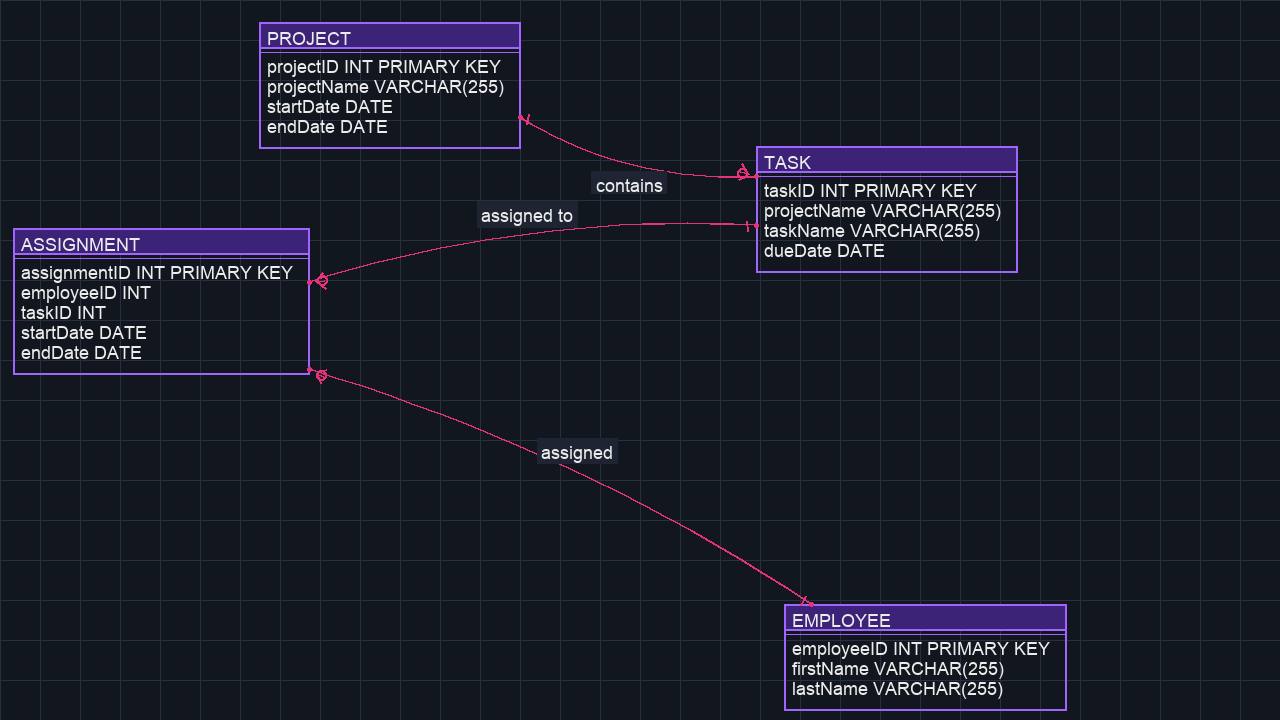 PROJECT
projectID INT PRIMARY KEY
projectName VARCHAR(255)
startDate DATE
endDate DATE
contains
TASK
taskID INT PRIMARY KEY
projectName VARCHAR(255)
taskName VARCHAR(255)
dueDate DATE
assigned to
ASSIGNMENT
assignmentID INT PRIMARY KEY
employeeID INT
taskID INT
startDate DATE
endDate DATE
assigned
EMPLOYEE
employeeID INT PRIMARY KEY
firstName VARCHAR(255)
lastName VARCHAR(255)